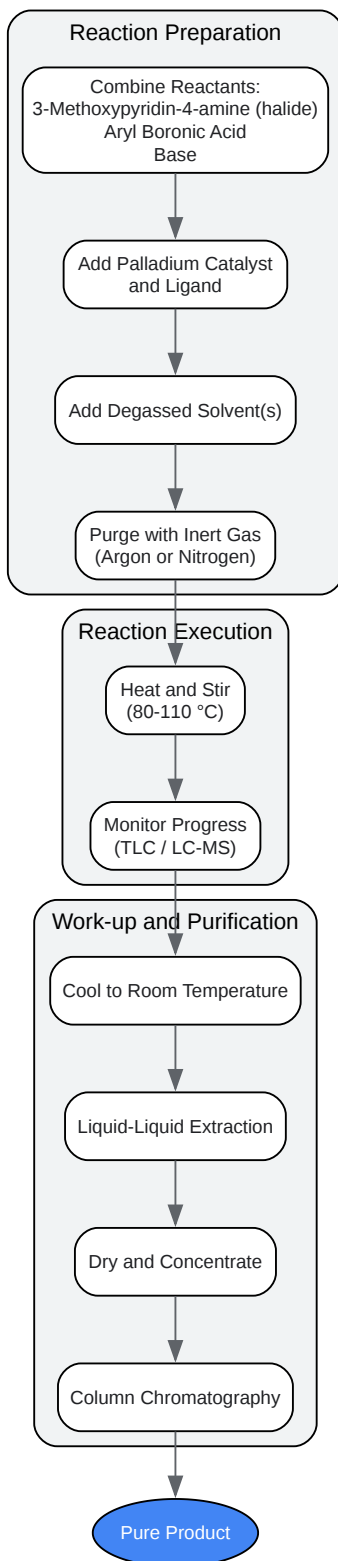 Reaction Preparation
Combine Reactants:
3-Methoxypyridin-4-amine (halide)
Aryl Boronic Acid
Base
Add Palladium Catalyst
and Ligand
Add Degassed Solvent(s)
Purge with Inert Gas
(Argon or Nitrogen)
Reaction Execution
Heat and Stir
(80-110 °C)
Monitor Progress
(TLC / LC-MS)
Work-up and Purification
Cool to Room Temperature
Liquid-Liquid Extraction
Dry and Concentrate
Column Chromatography
Pure Product